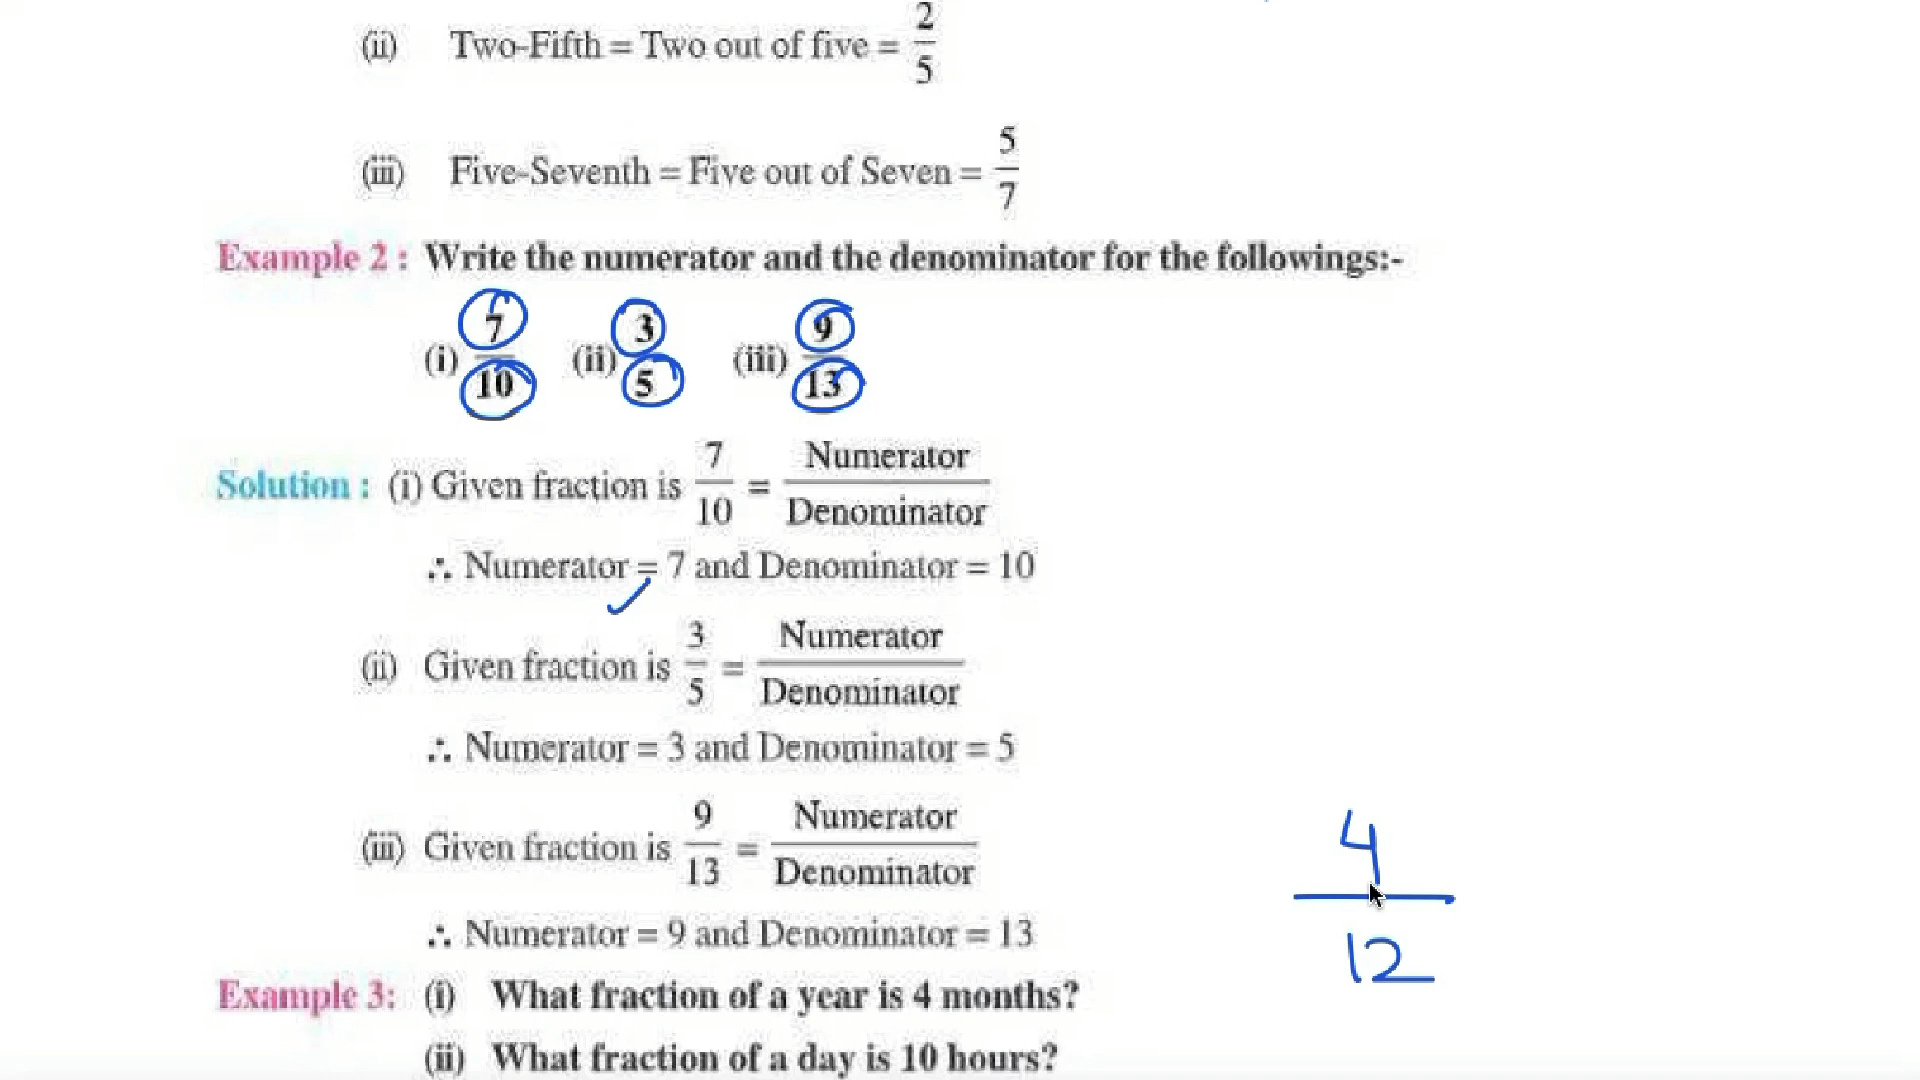 (ii) Two-Fifth = Two out of five = 2/5
(iii) Five-Seventh = Five out of Seven = 5/7
Example 2 : Write the numerator and the denominator for the followings:-
(i) 7/10 (ii) 3/5 (iii) 9/13
Solution : (i) Given fraction is 7/10 = Numerator/Denominator
∴ Numerator = 7 and Denominator = 10
(ii) Given fraction is 3/5 = Numerator/Denominator
∴ Numerator = 3 and Denominator = 5
(iii) Given fraction is 9/13 = Numerator/Denominator
∴ Numerator = 9 and Denominator = 13
4/12
Example 3: (i) What fraction of a year is 4 months?
(ii) What fraction of a day is 10 hours?